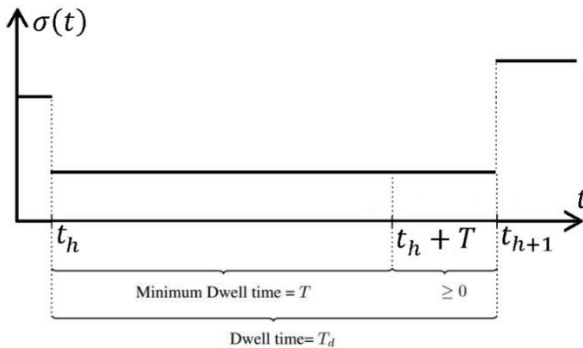 σ(t)
t
t_h
t_h + T
t_{h+1}
Minimum Dwell time = T
≥ 0
Dwell time= T_d